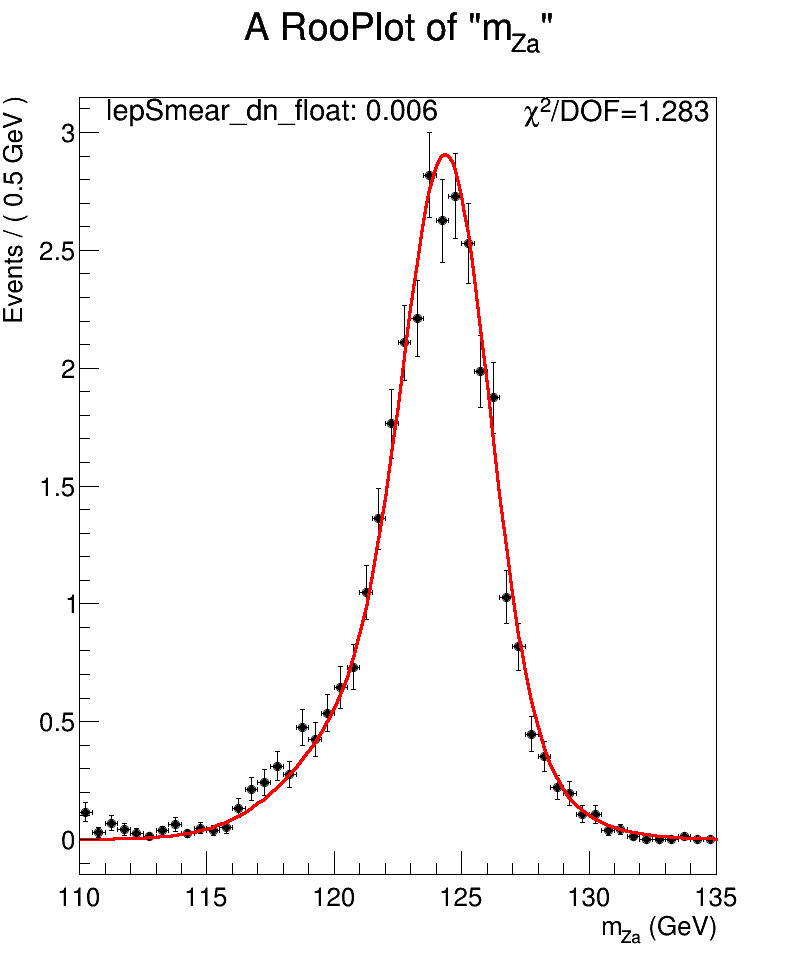 A RooPlot of "m_Za"
lepSmear_dn_float: 0.006
χ²/DOF=1.283
Events / ( 0.5 GeV )
3
2.5
2
1.5
1
0.5
0
110 115 120 125 130 135
m_Za (GeV)